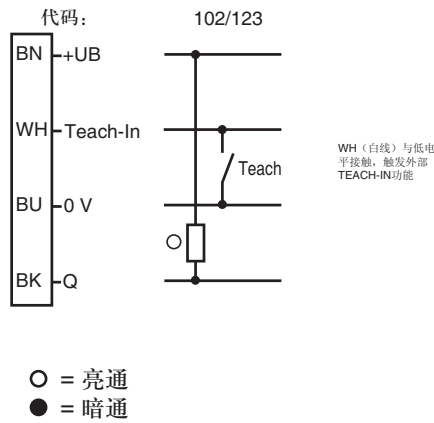 代码： 102/123
BN +UB
WH Teach-In
Teach
BU 0 V
BK Q
WH（白线）与低电
平接触，触发外部
TEACH-IN功能
= 亮通
= 暗通